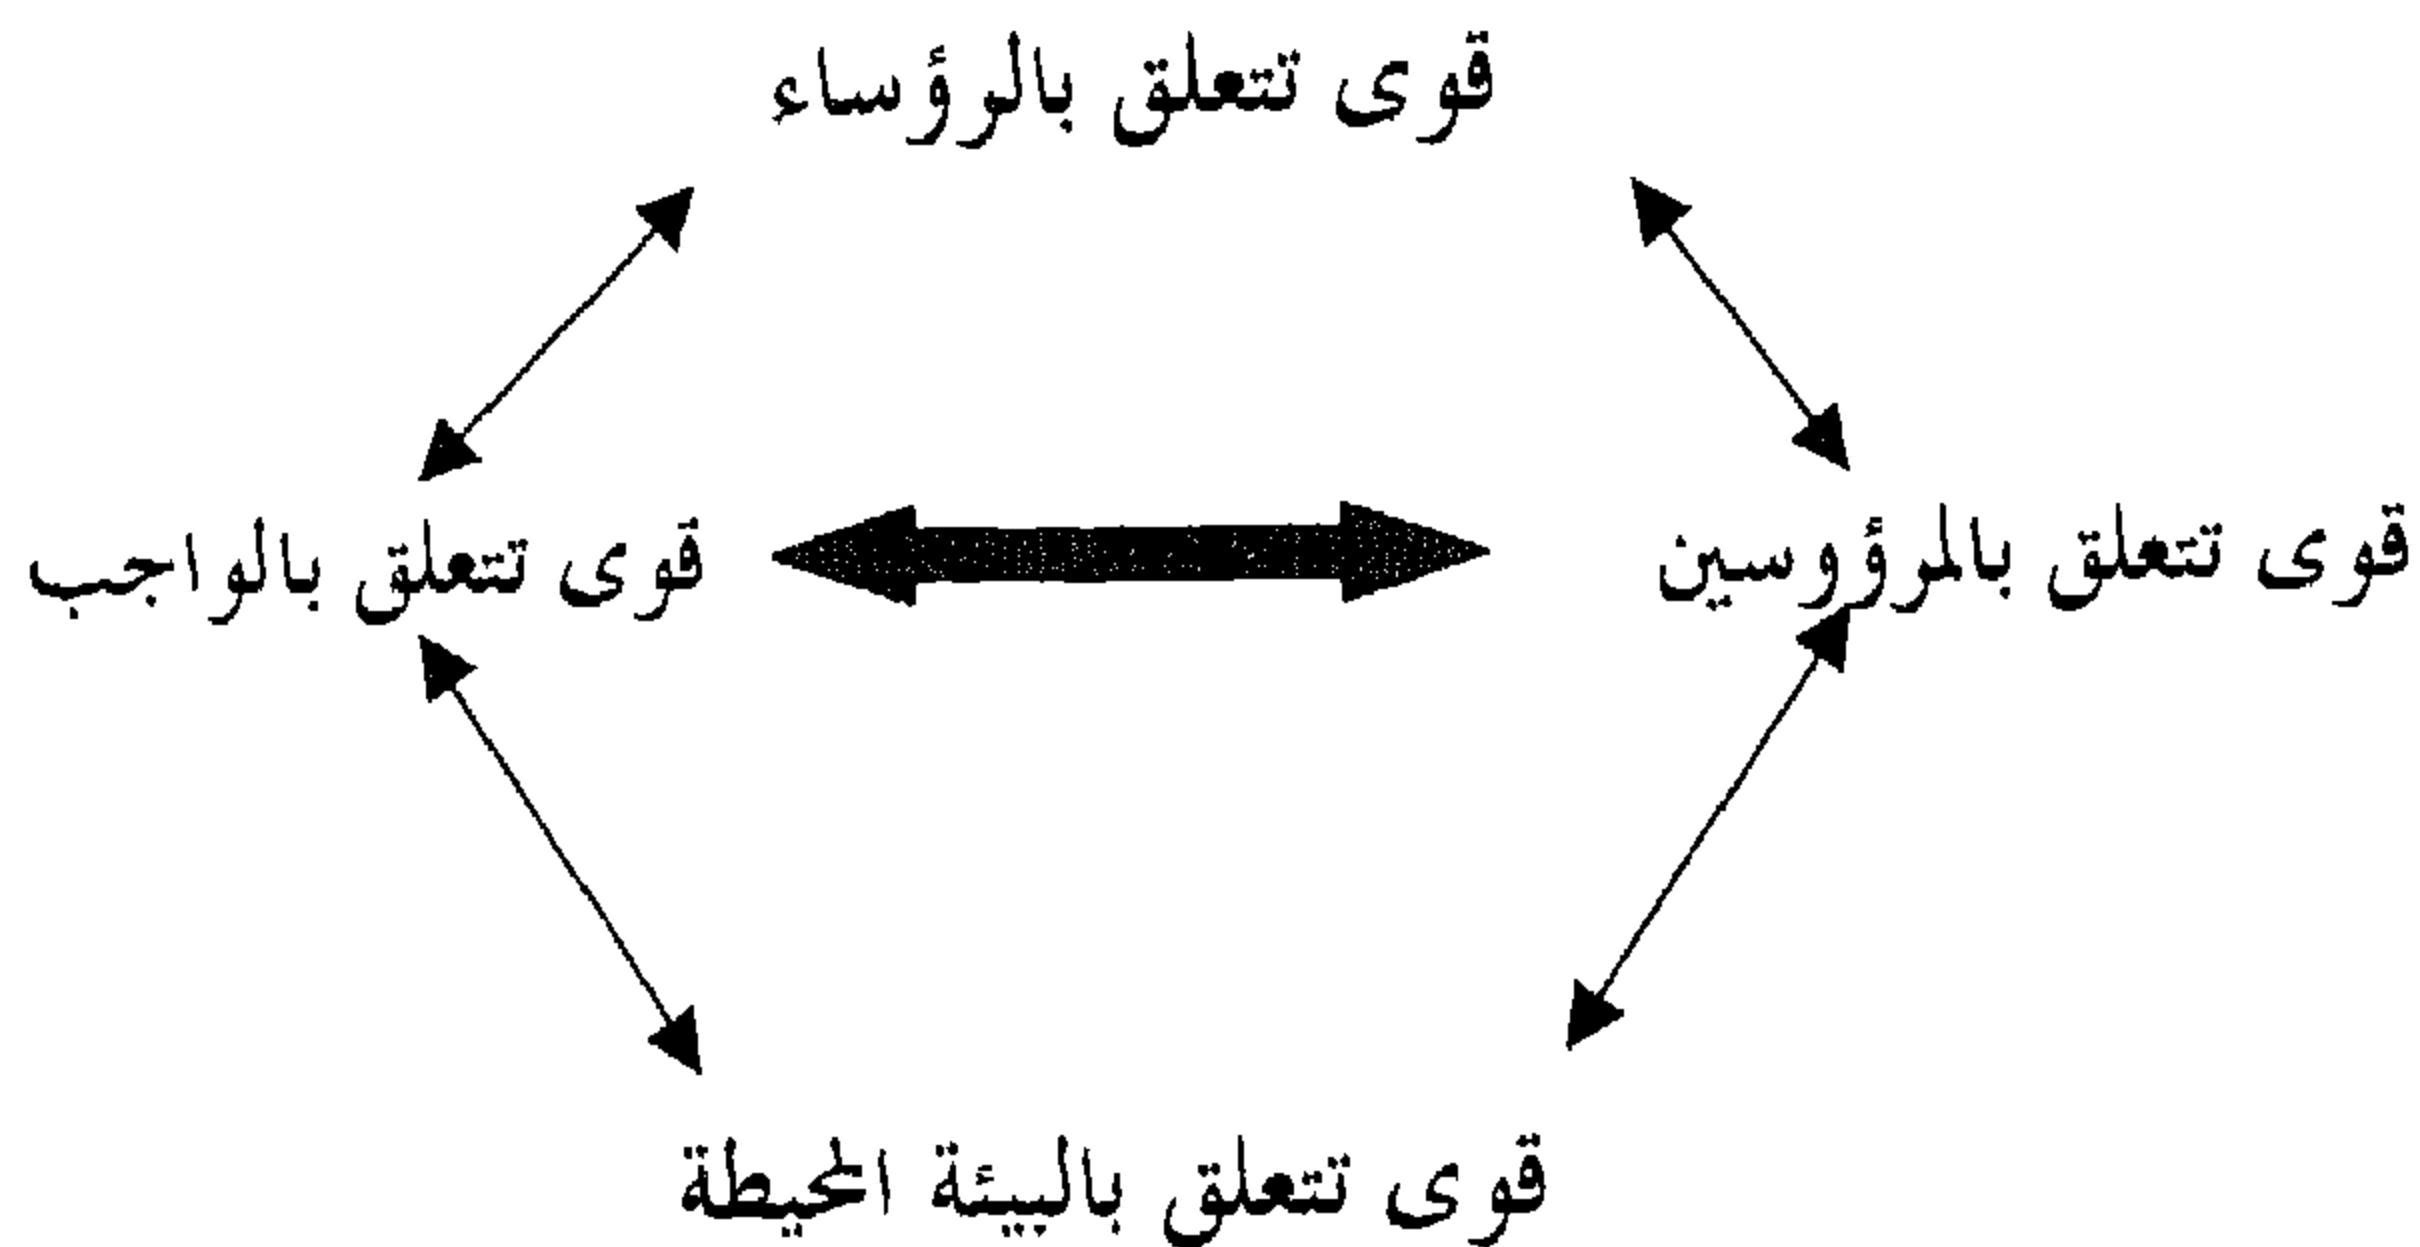 قوى تتعلق بالرؤساء
قوى تتعلق بالمرؤوسين
قوى تتعلق بالواجب
قوى تتعلق بالبيئة المحيطة